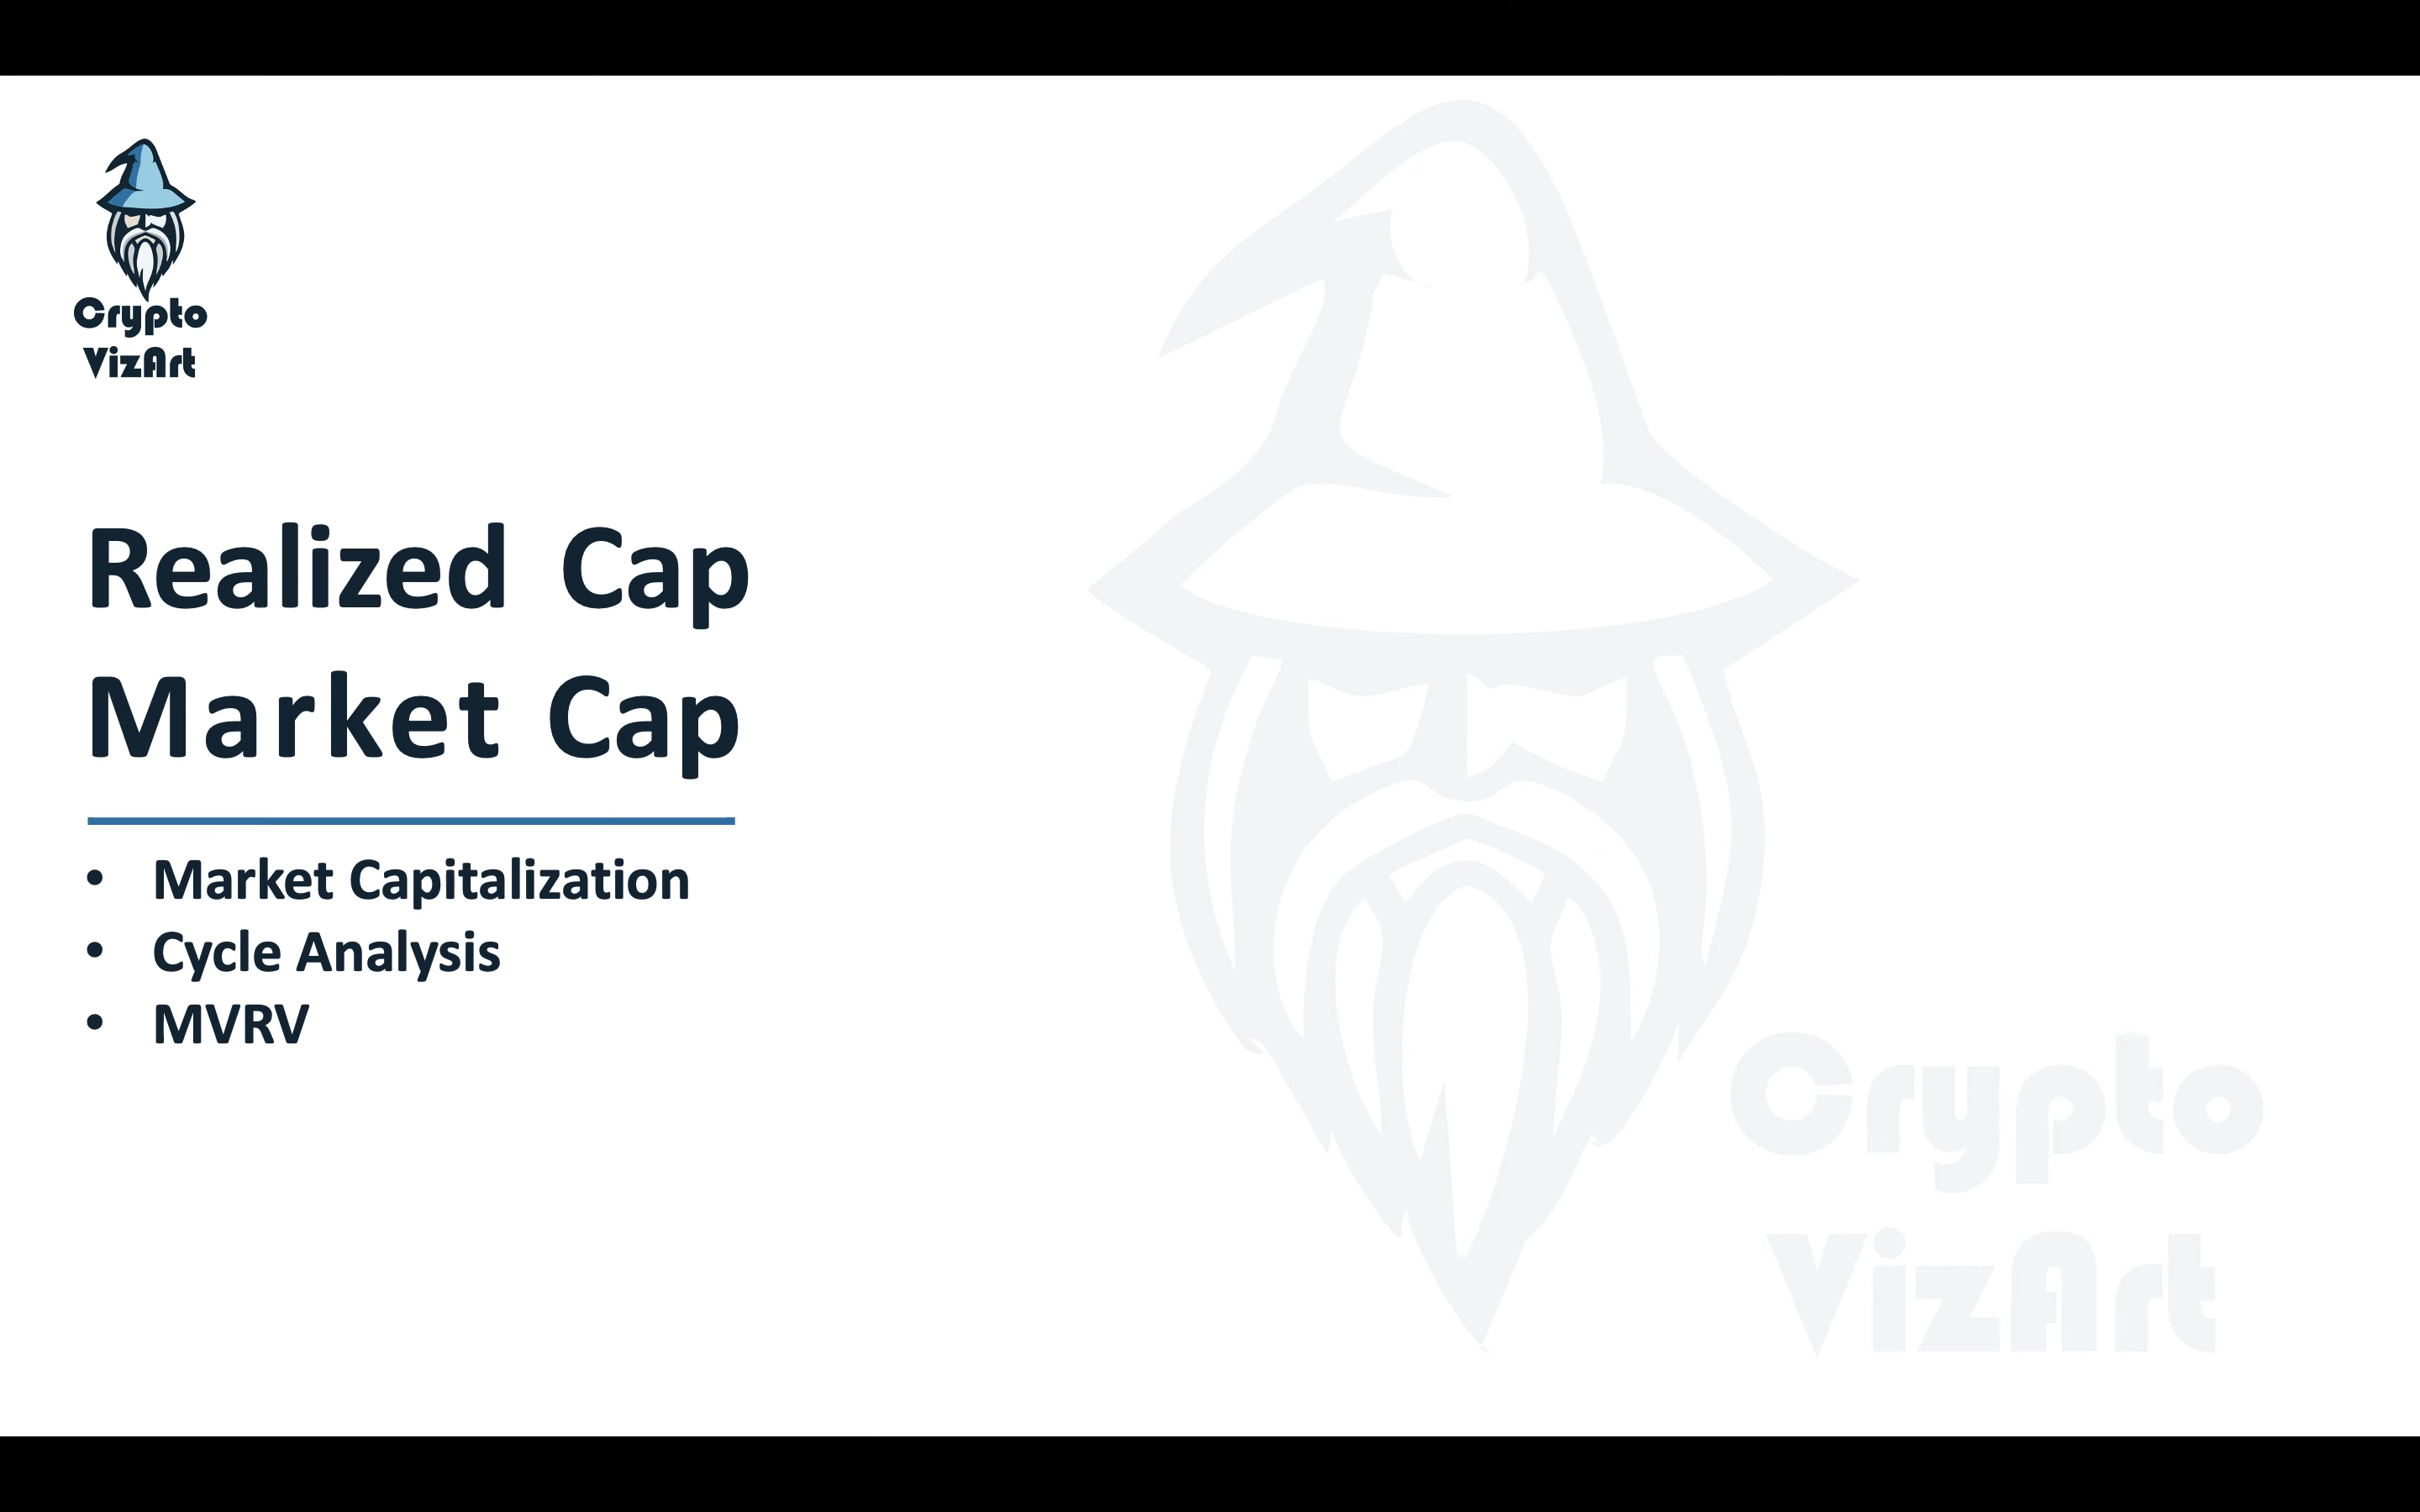 Crypto
VizArt
Realized Cap
Market Cap
• Market Capitalization
• Cycle Analysis
• MVRV
Crypto
VizArt